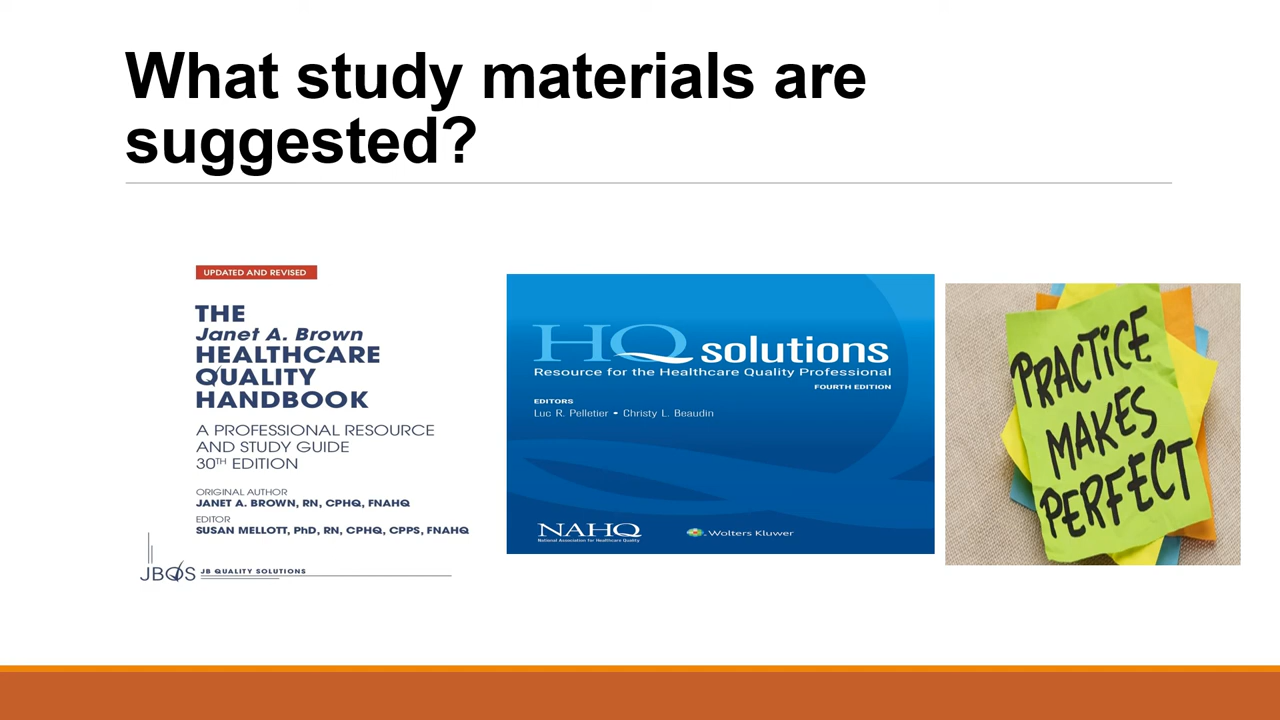 What study materials are
suggested?
UPDATED AND REVISED
THE
Janet A. Brown
HEALTHCARE
QUALITY
HANDBOOK
A PROFESSIONAL RESOURCE
AND STUDY GUIDE
30TH EDITION
ORIGINAL AUTHOR
JANET A. BROWN, RN, CPHQ, FNAHQ
EDITOR
SUSAN MELLOTT, PhD, RN, CPHQ, CPPS, FNAHQ
JBQS JB QUALITY SOLUTIONS
HQ solutions
Resource for the Healthcare Quality Professional
FOURTH EDITION
EDITORS
Luc R. Pelletier • Christy L. Beaudin
NAHQ
National Association for Healthcare Quality
Wolters Kluwer
PRACTICE
MAKES
PERFECT